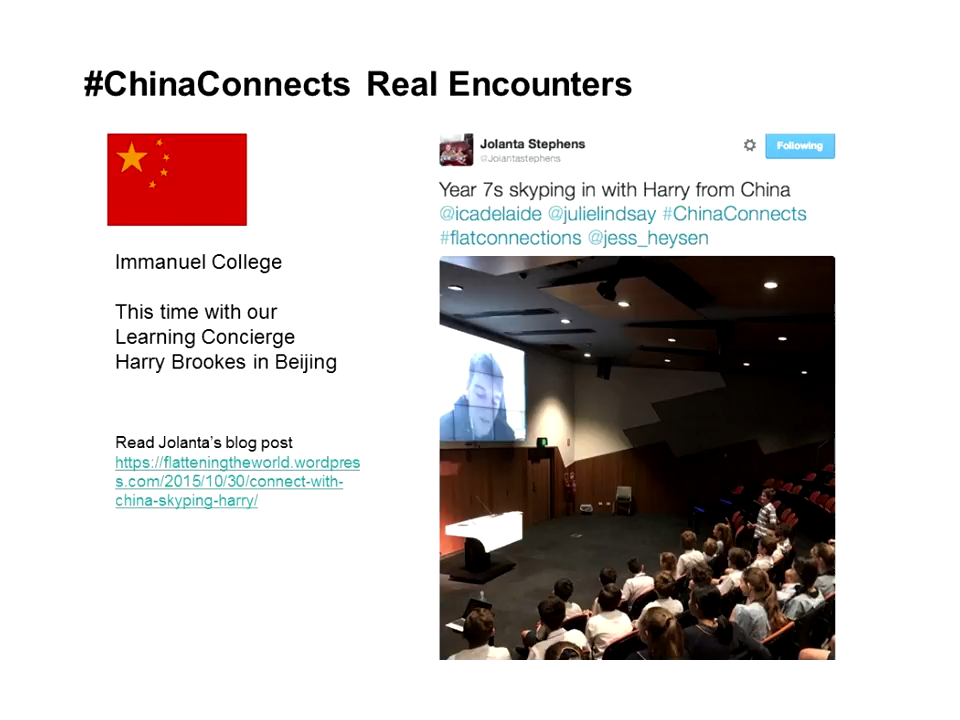 #ChinaConnects Real Encounters
Immanuel College
This time with our
Learning Concierge
Harry Brookes in Beijing
Read Jolanta's blog post
https://flatteningtheworld.wordpres
s.com/2015/10/30/connect-with-
china-skyping-harry/
Jolanta Stephens
@Jolantastephens
Following
Year 7s skyping in with Harry from China
@icadelaide @julielindsay #ChinaConnects
#flatconnections @jess_heysen